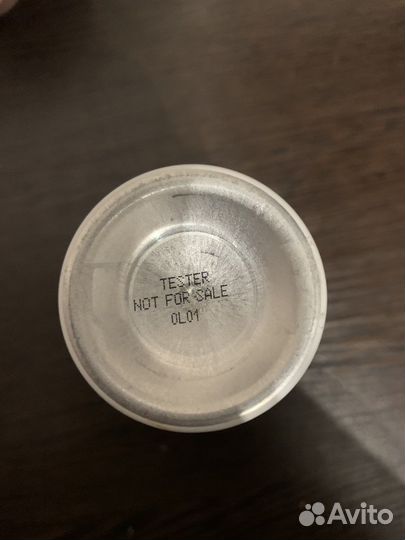 TESTER
NOT FOR SALE
0L01
Avito